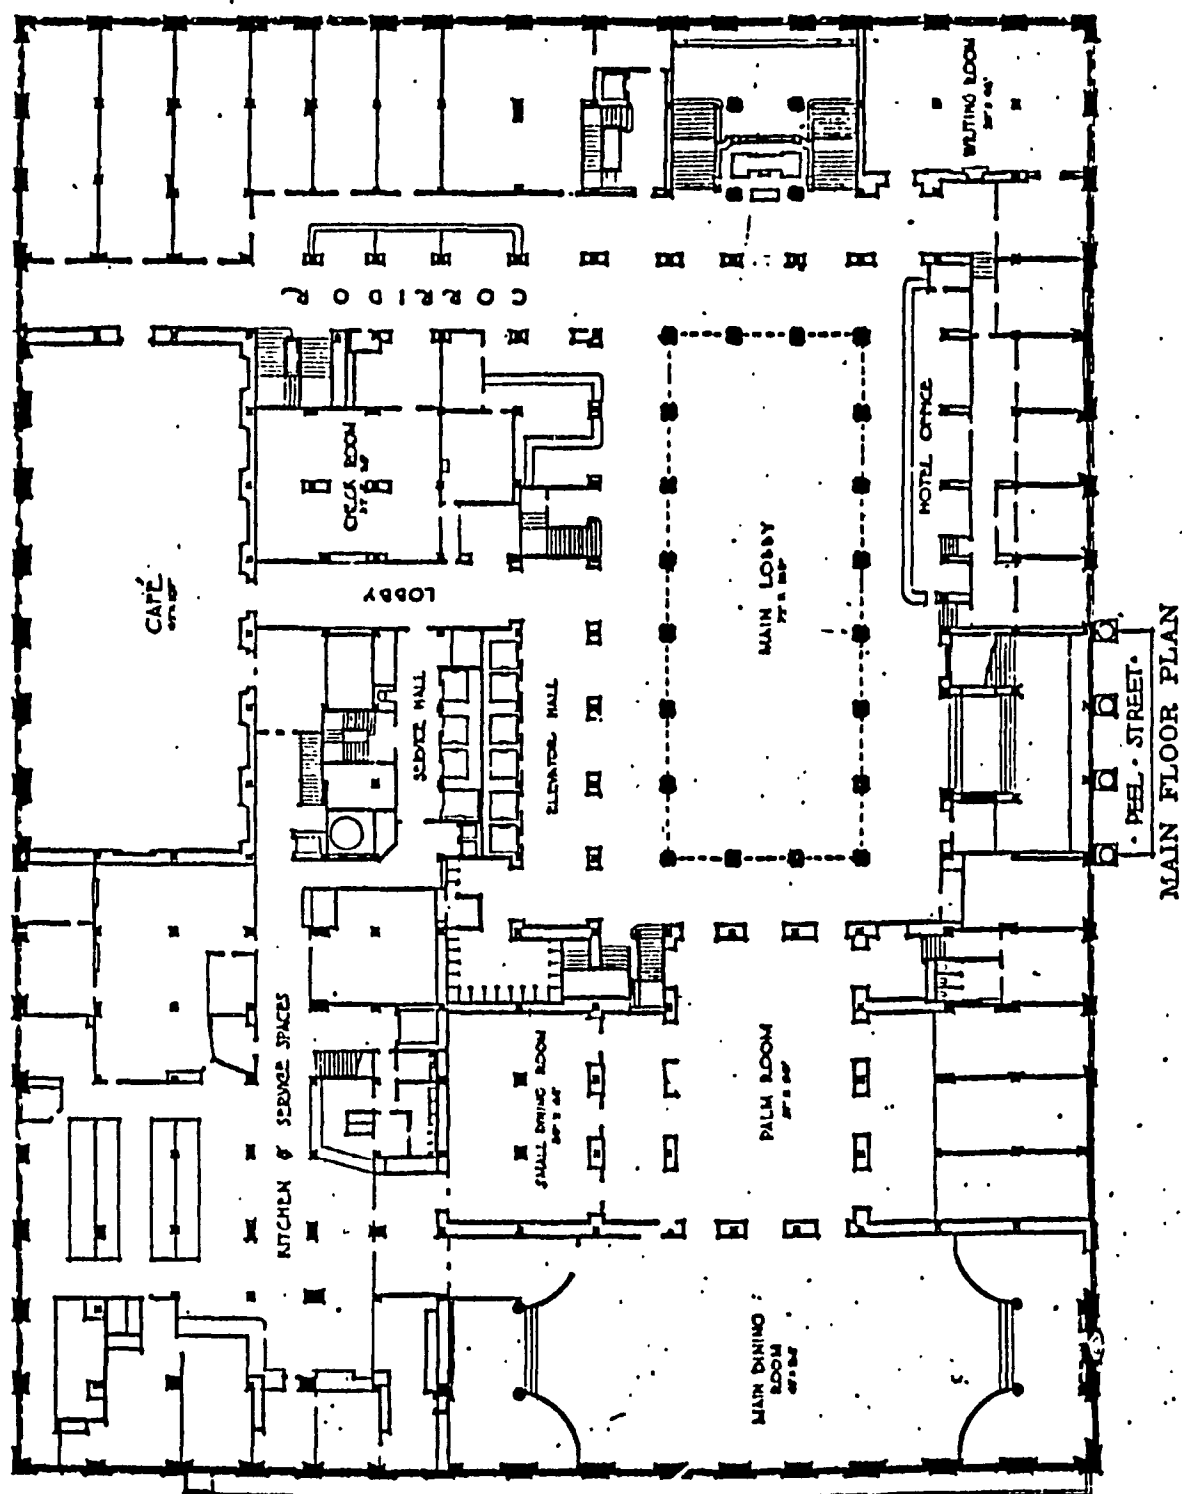 WRITING ROOM
CORRIDOR
CHECK ROOM
HOTEL OFFICE
CAFÉ
LOBBY
MAIN LOBBY
SERVICE HALL
ELEVATOR HALL
KITCHEN & SERVICE SPACES
SMALL DINING ROOM
PALM ROOM
MAIN DINING
ROOM
· PEEL · STREET ·
MAIN FLOOR PLAN